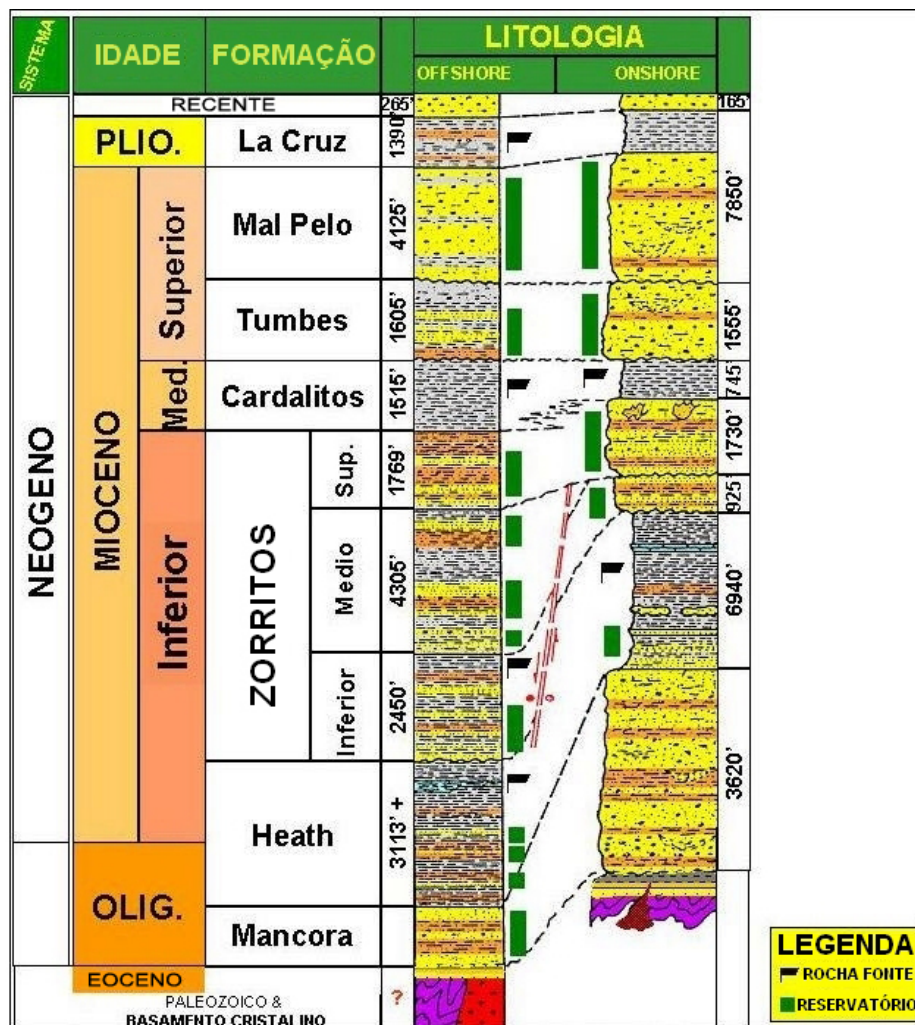 SISTEMA
IDADE
FORMAÇÃO
LITOLOGIA
OFFSHORE
ONSHORE
RECENTE
265'
165'
PLIO.
La Cruz
1390'
NEOGENO
MIOCENO
Superior
Mal Pelo
4125'
7850'
Tumbes
1605'
1555'
Med.
Cardalitos
1515'
745'
Inferior
ZORRITOS
Sup.
1769'
1730'
925'
Medio
4305'
6940'
Inferior
2450'
3620'
Heath
3113' +
OLIG.
Mancora
EOCENO
PALEOZOICO &
BASAMENTO CRISTALINO
?
LEGENDA
ROCHA FONTE
RESERVATÓRIO